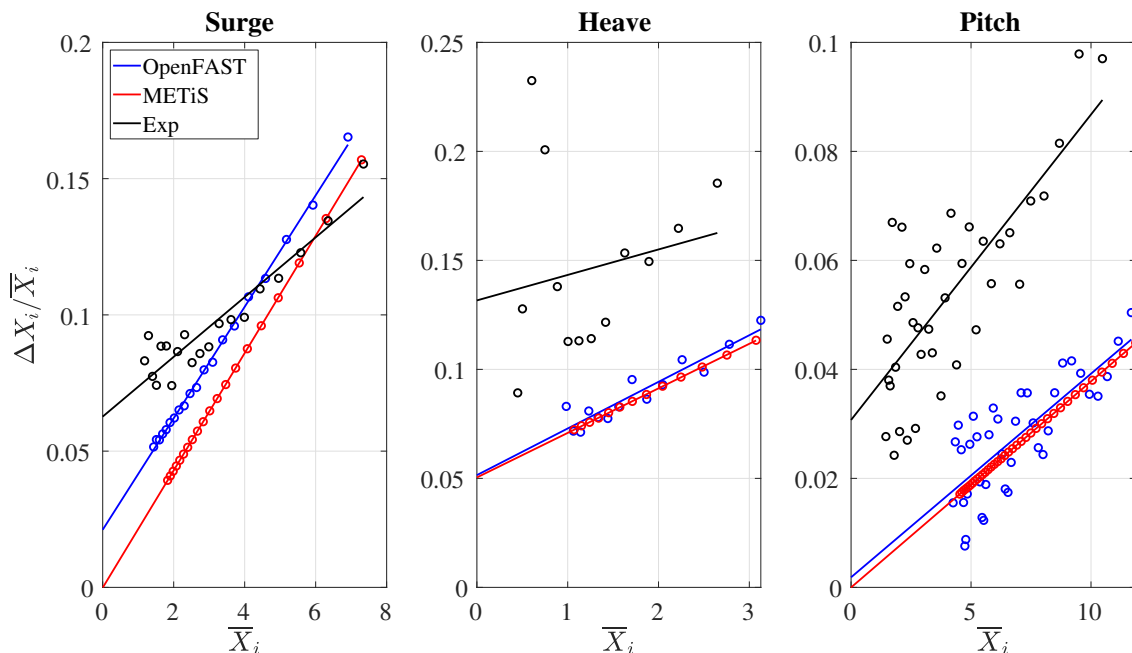 Surge
Heave
Pitch
OpenFAST
METiS
Exp
0.2
0.15
0.1
0.05
0
0.25
0.2
0.15
0.1
0.05
0
0.1
0.08
0.06
0.04
0.02
0
0 2 4 6 8
0 1 2 3
0 5 10
ΔX_i/X̅_i
X̅_i
X̅_i
X̅_i